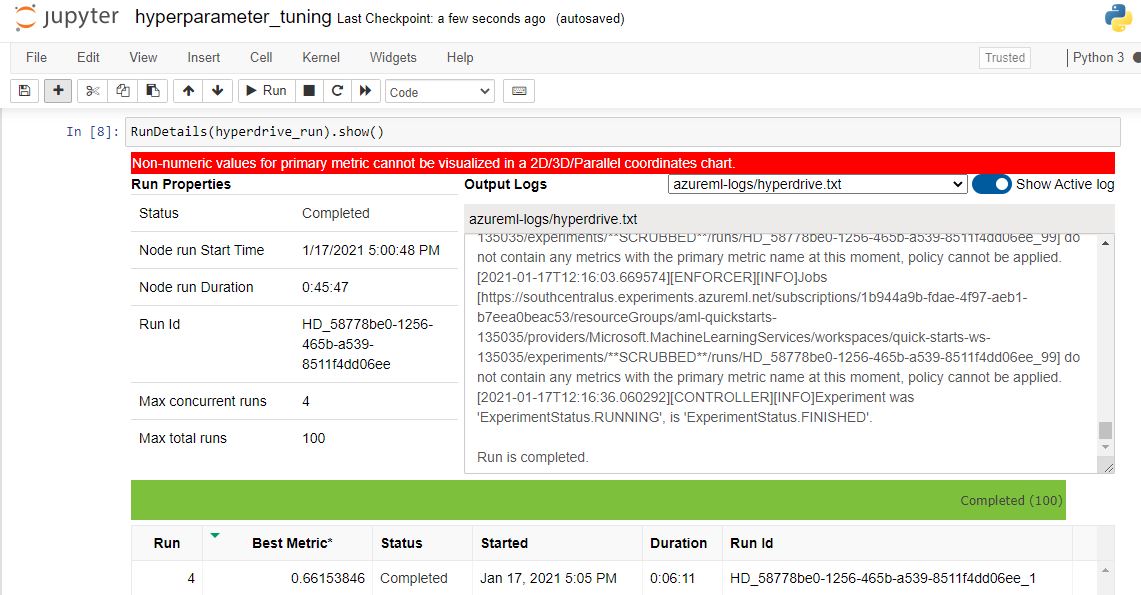 jupyter hyperparameter_tuning Last Checkpoint: a few seconds ago (autosaved)
File Edit View Insert Cell Kernel Widgets Help Trusted Python 3
Run Code
In [8]: RunDetails(hyperdrive_run).show()
Non-numeric values for primary metric cannot be visualized in a 2D/3D/Parallel coordinates chart.
Run Properties
Status Completed
Node run Start Time 1/17/2021 5:00:48 PM
Node run Duration 0:45:47
Run Id HD_58778be0-1256-
465b-a539-
8511f4dd06ee
Max concurrent runs 4
Max total runs 100
Output Logs azureml-logs/hyperdrive.txt Show Active log
azureml-logs/hyperdrive.txt
135035/experiments/**SCRUBBED**/runs/HD_58778be0-1256-465b-a539-8511f4dd06ee_99] do
not contain any metrics with the primary metric name at this moment, policy cannot be applied.
[2021-01-17T12:16:03.669574][ENFORCER][INFO]Jobs
[https://southcentralus.experiments.azureml.net/subscriptions/1b944a9b-fdae-4f97-aeb1-
b7eea0beac53/resourceGroups/aml-quickstarts-
135035/providers/Microsoft.MachineLearningServices/workspaces/quick-starts-ws-
135035/experiments/**SCRUBBED**/runs/HD_58778be0-1256-465b-a539-8511f4dd06ee_99] do
not contain any metrics with the primary metric name at this moment, policy cannot be applied.
[2021-01-17T12:16:36.060292][CONTROLLER][INFO]Experiment was
'ExperimentStatus.RUNNING', is 'ExperimentStatus.FINISHED'.
Run is completed.
Completed (100)
Run Best Metric* Status Started Duration Run Id
4 0.66153846 Completed Jan 17, 2021 5:05 PM 0:06:11 HD_58778be0-1256-465b-a539-8511f4dd06ee_1